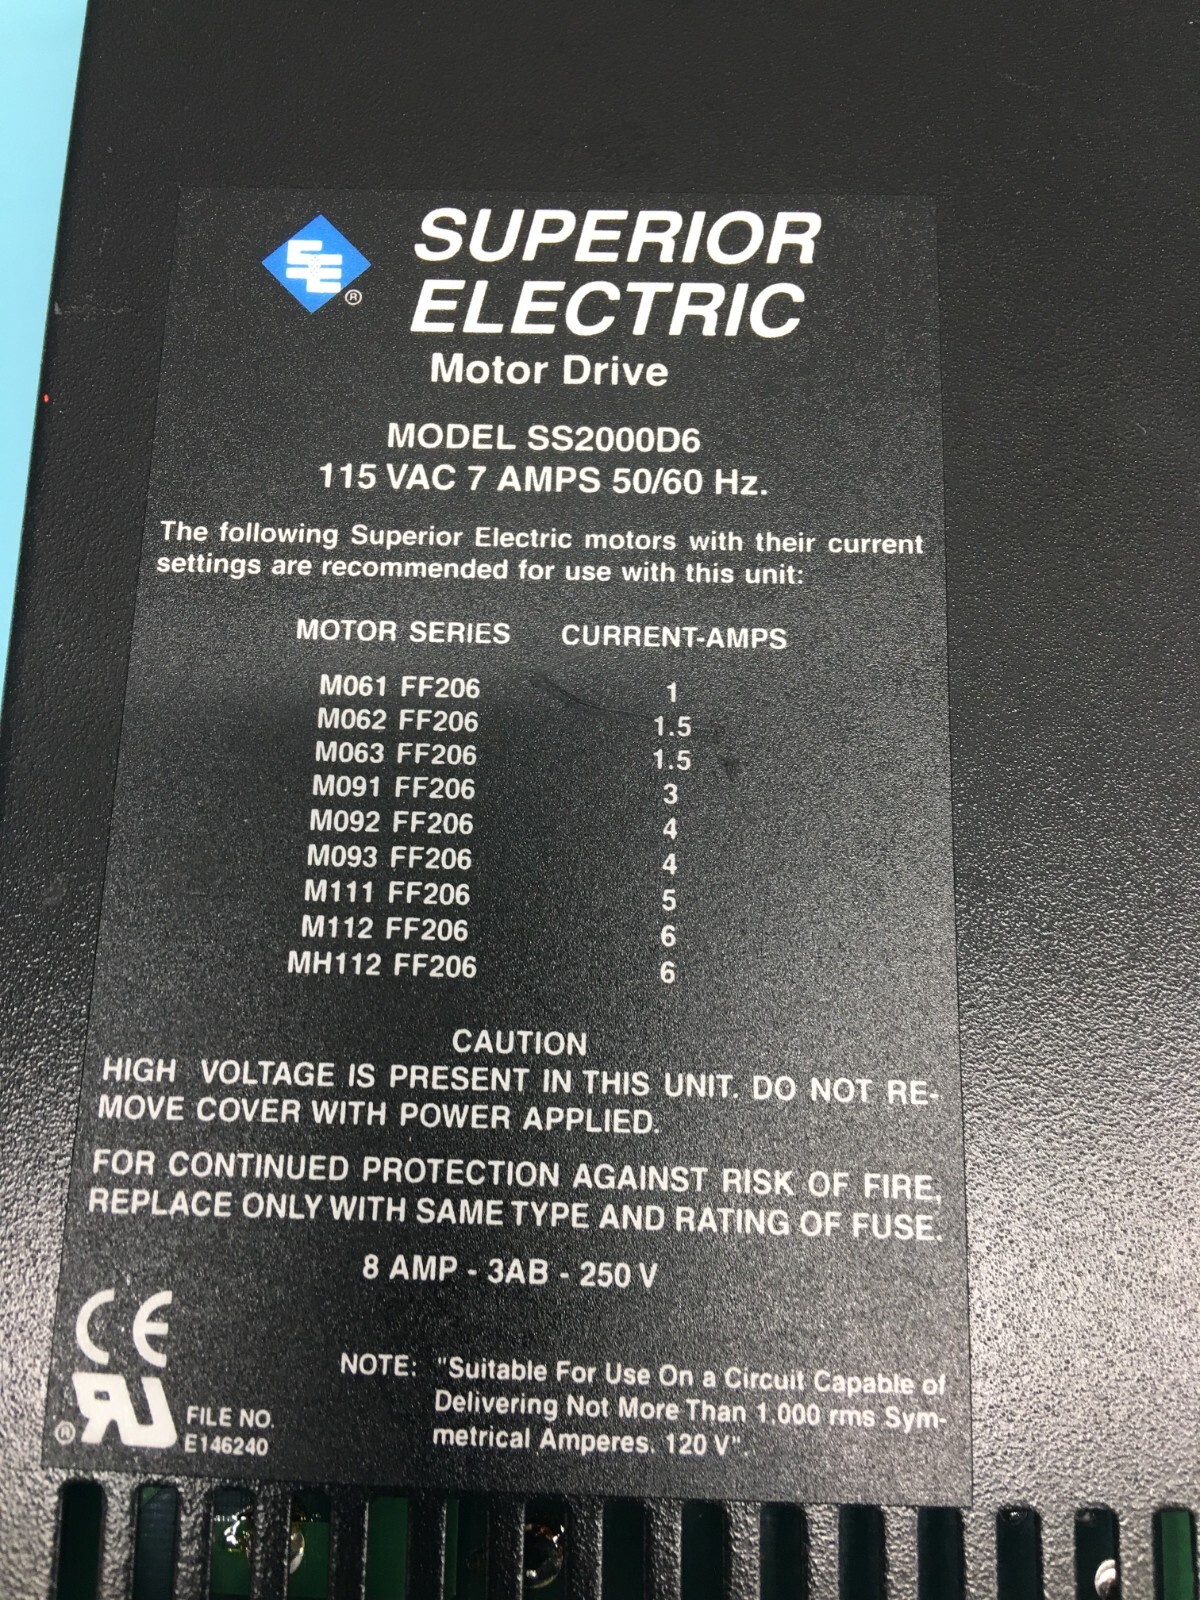 SUPERIOR
ELECTRIC
®
Motor Drive
MODEL SS2000D6
115 VAC 7 AMPS 50/60 Hz.
The following Superior Electric motors with their current
settings are recommended for use with this unit:
MOTOR SERIES CURRENT-AMPS
M061 FF206 1
M062 FF206 1.5
M063 FF206 1.5
M091 FF206 3
M092 FF206 4
M093 FF206 4
M111 FF206 5
M112 FF206 6
MH112 FF206 6
CAUTION
HIGH VOLTAGE IS PRESENT IN THIS UNIT. DO NOT RE-
MOVE COVER WITH POWER APPLIED.
FOR CONTINUED PROTECTION AGAINST RISK OF FIRE,
REPLACE ONLY WITH SAME TYPE AND RATING OF FUSE.
8 AMP - 3AB - 250 V
CE
®
FILE NO.
E146240
NOTE: "Suitable For Use On a Circuit Capable of
Delivering Not More Than 1,000 rms Sym-
metrical Amperes. 120 V".